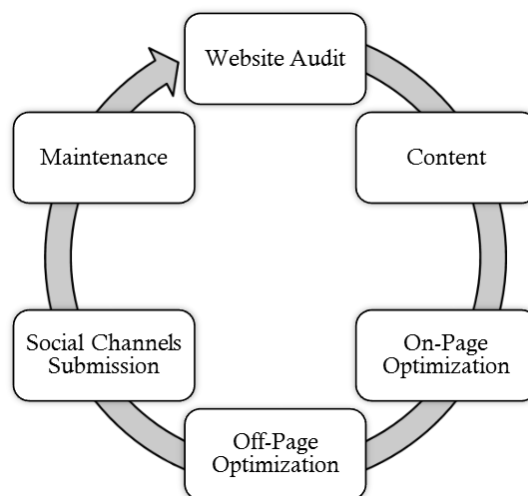 Website Audit
Content
On-Page
Optimization
Off-Page
Optimization
Social Channels
Submission
Maintenance